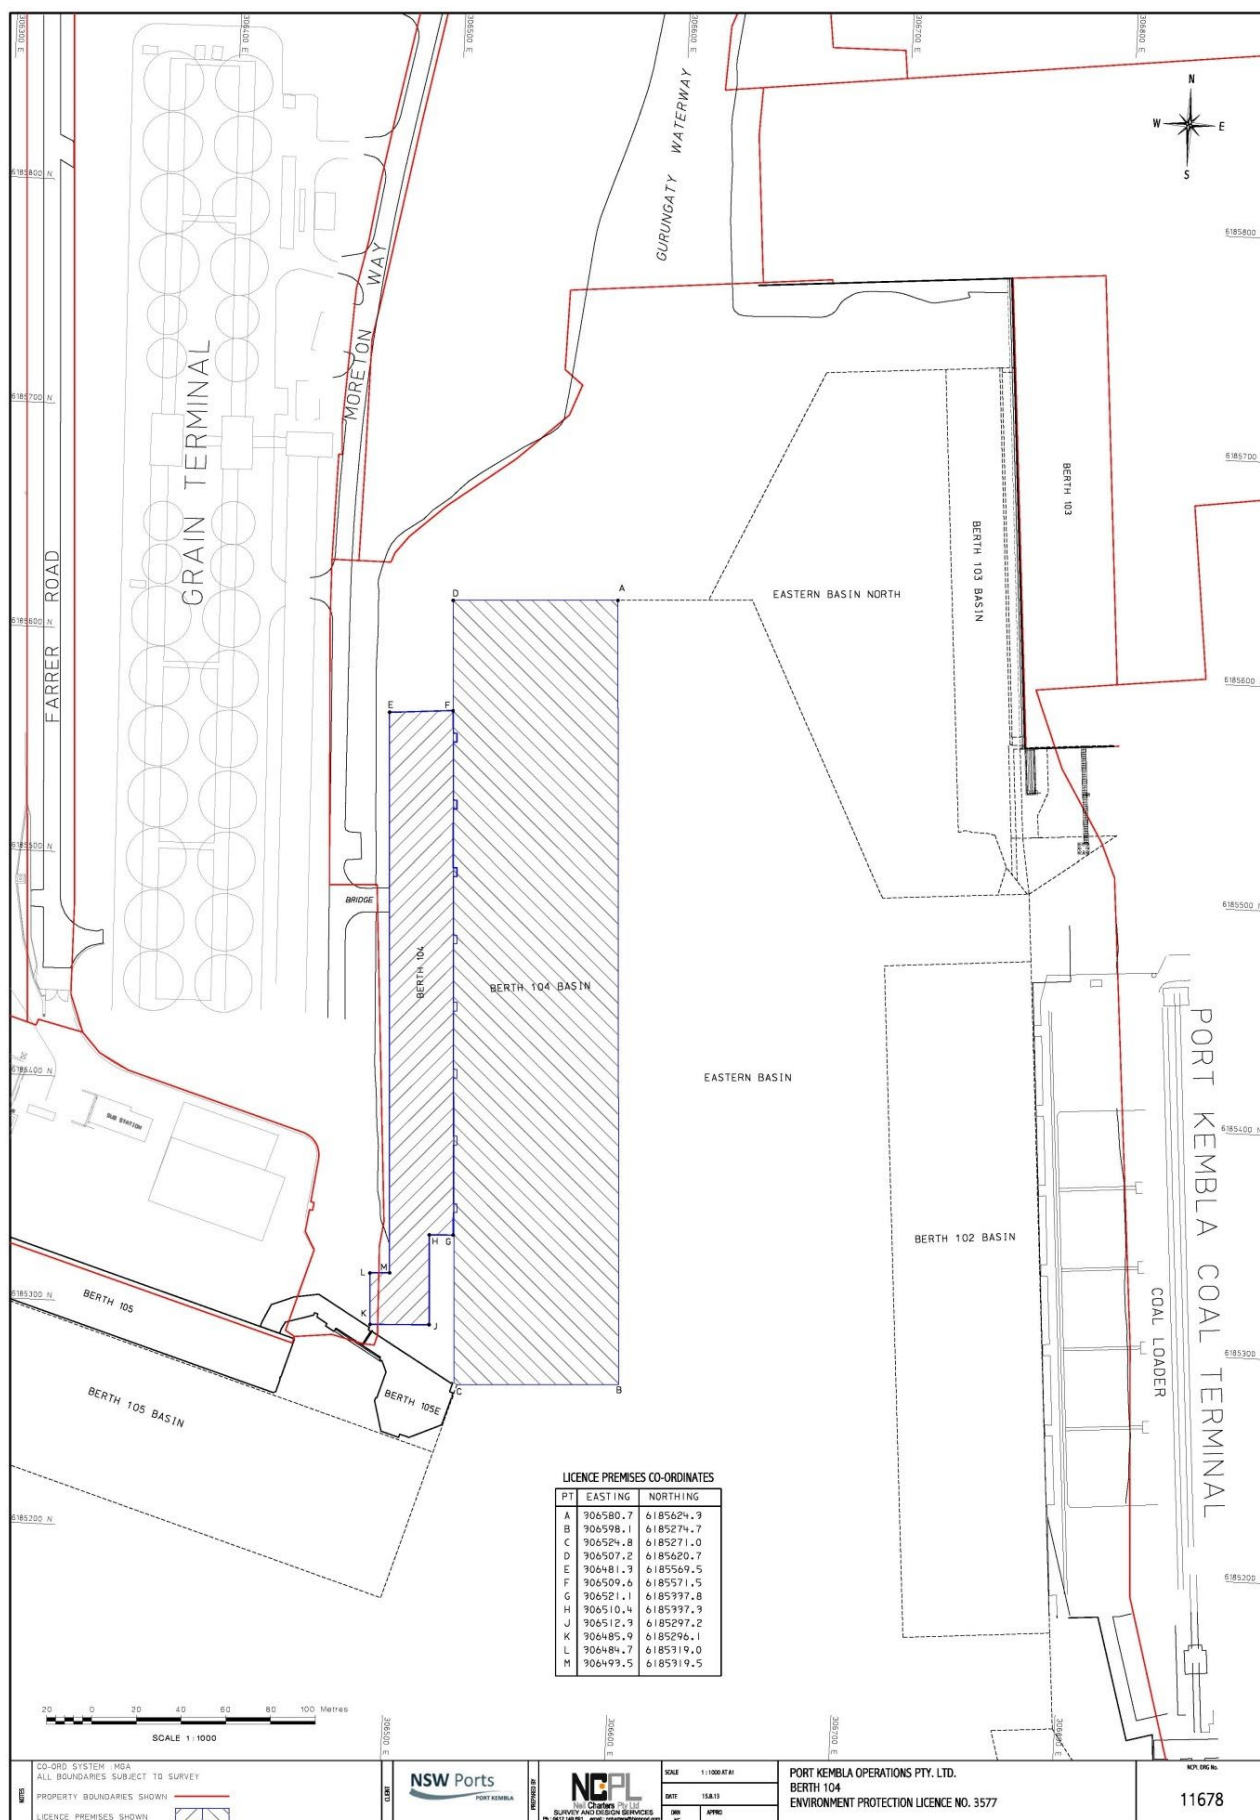 306300 E
306400 E
306500 E
306600 E
306700 E
306800 E
N
W E
S
GURUNGATY WATERWAY
6185800 N
6185800
MORETON WAY
GRAIN TERMINAL
6185700 N
6185700
BERTH 103
FARRER ROAD
BERTH 103 BASIN
EASTERN BASIN NORTH
D
A
6185600 N
6185600
E
F
6185500 N
6185500 N
BRIDGE
BERTH 104
BERTH 104 BASIN
EASTERN BASIN
6185400 N
6185400 N
SUB STATION
PORT KEMBLA COAL TERMINAL
BERTH 102 BASIN
COAL LOADER
H G
L M
K
J
6185300 N
6185300
BERTH 105
BERTH 105 BASIN
BERTH 105E
C
B
LICENCE PREMISES CO-ORDINATES
PT EASTING NORTHING
A 306580.7 6185624.3
B 306598.1 6185274.7
C 306524.8 6185271.0
D 306507.2 6185620.7
E 306481.3 6185569.5
F 306509.6 6185571.5
G 306521.1 6185337.8
H 306510.4 6185337.3
J 306512.3 6185297.2
K 306485.9 6185296.1
L 306484.7 6185319.0
M 306493.5 6185319.5
6185200 N
6185200
20 0 20 40 60 80 100 Metres
SCALE 1:1000
306500 E
306600 E
306700 E
306800 E
NOTES
CO-ORD SYSTEM :MGA
ALL BOUNDARIES SUBJECT TO SURVEY
PROPERTY BOUNDARIES SHOWN
LICENCE PREMISES SHOWN
CLIENT
NSW Ports
PORT KEMBLA
PREPARED BY
NCPL
Neil Charters Pty Ltd
SURVEY AND DESIGN SERVICES
SCALE 1:1000 AT A1
DATE 15.8.13
DRN APPRD
PORT KEMBLA OPERATIONS PTY. LTD.
BERTH 104
ENVIRONMENT PROTECTION LICENCE NO. 3577
NCPL DRG No.
11678